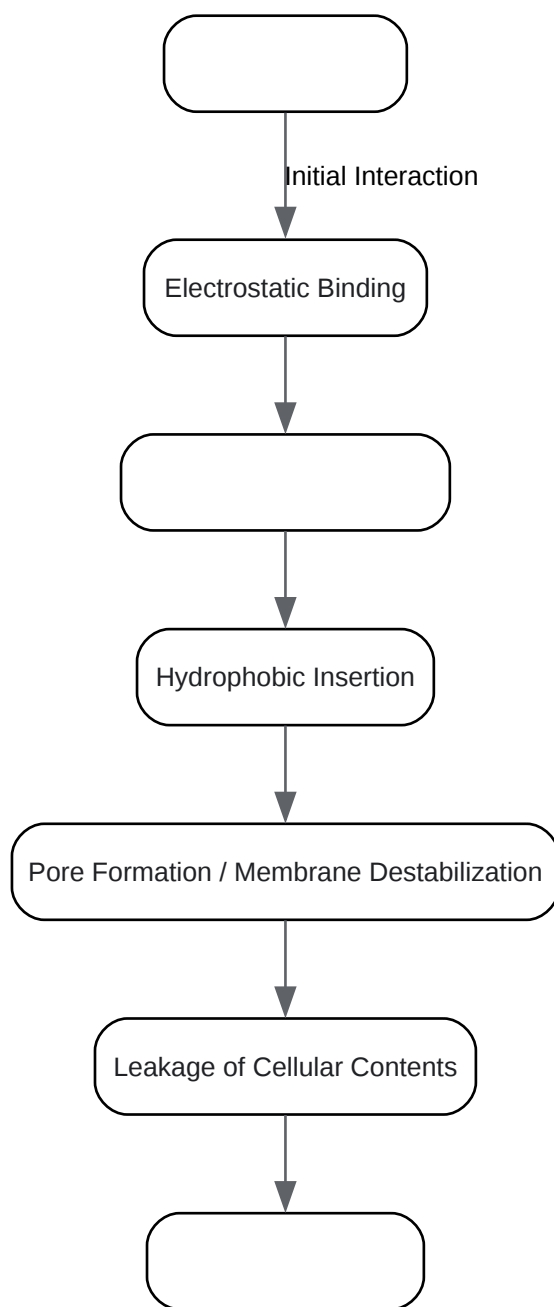 Initial Interaction
Electrostatic Binding
Hydrophobic Insertion
Pore Formation / Membrane Destabilization
Leakage of Cellular Contents